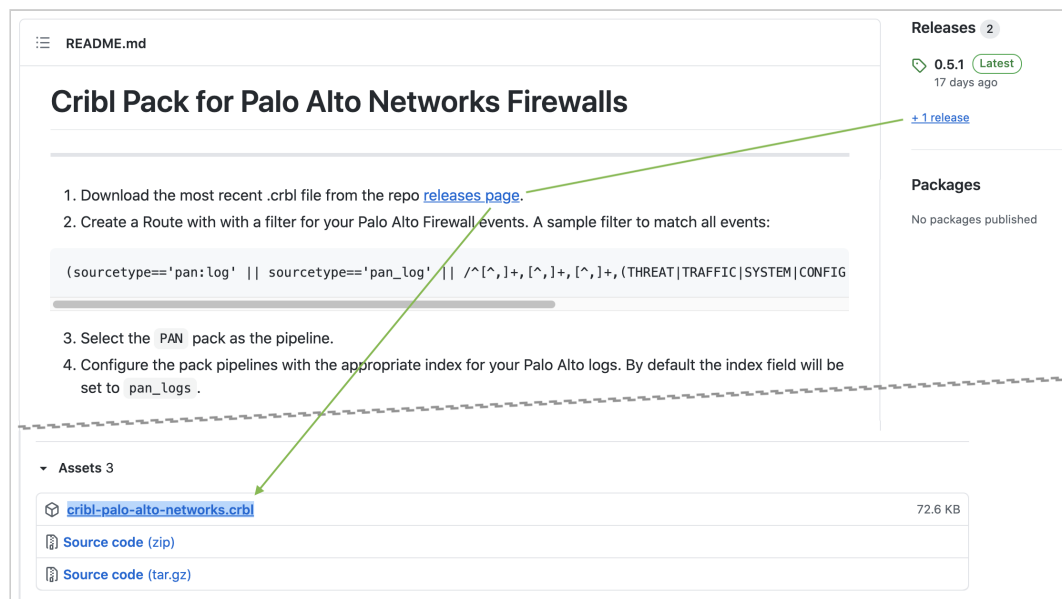 README.md
Cribl Pack for Palo Alto Networks Firewalls
1. Download the most recent .crbl file from the repo releases page.
2. Create a Route with with a filter for your Palo Alto Firewall events. A sample filter to match all events:
(sourcetype=='pan:log' || sourcetype=='pan_log' || /^[^,]+,[^,]+,[^,]+,(THREAT|TRAFFIC|SYSTEM|CONFIG
3. Select the PAN pack as the pipeline.
4. Configure the pack pipelines with the appropriate index for your Palo Alto logs. By default the index field will be
set to pan_logs .
Releases 2
0.5.1 Latest
17 days ago
+ 1 release
Packages
No packages published
Assets 3
cribl-palo-alto-networks.crbl 72.6 KB
Source code (zip)
Source code (tar.gz)